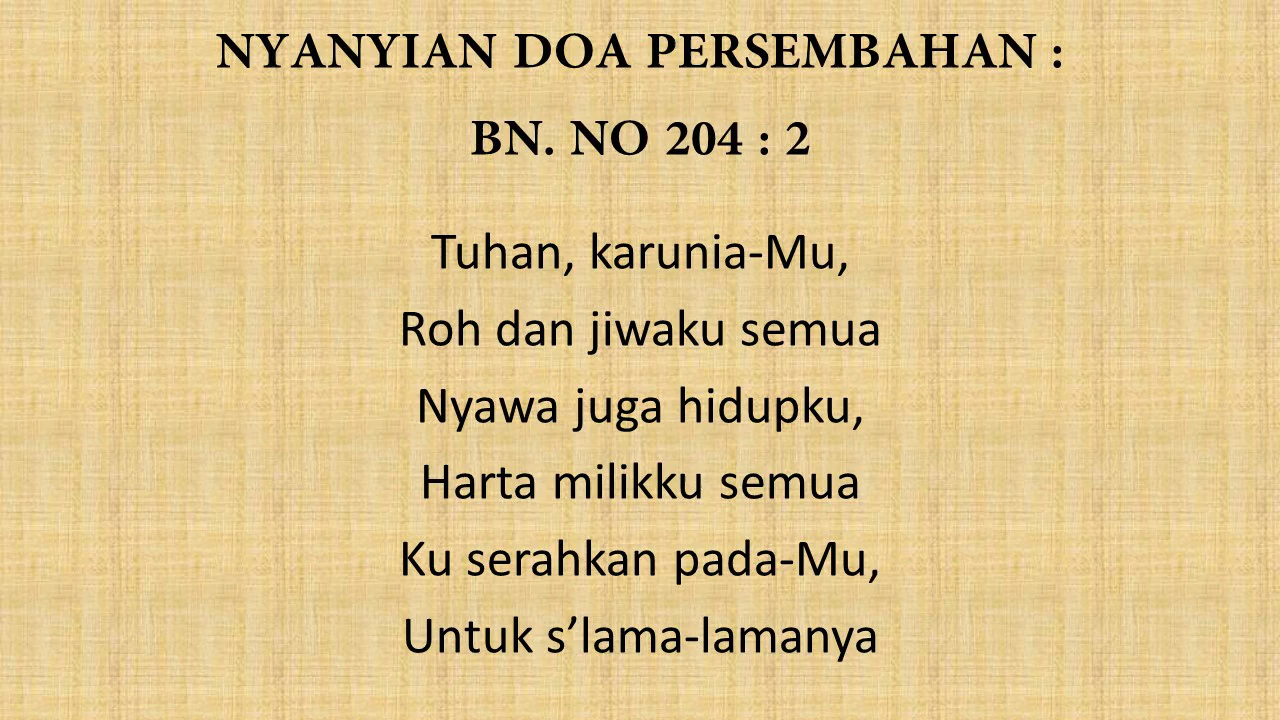 NYANYIAN DOA PERSEMBAHAN :
BN. NO 204 : 2
Tuhan, karunia-Mu,
Roh dan jiwaku semua
Nyawa juga hidupku,
Harta milikku semua
Ku serahkan pada-Mu,
Untuk s’lama-lamanya